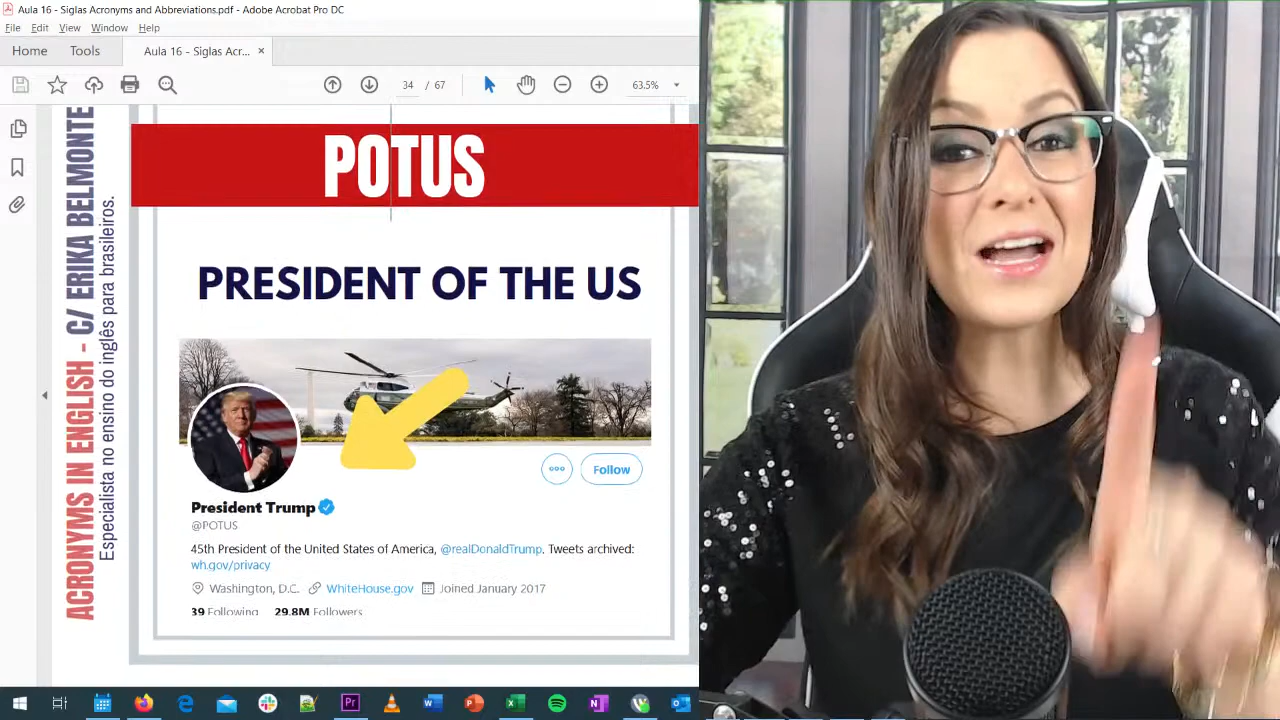 Aula 16 - Siglas Acronyms and Abbreviations.pdf - Adobe Acrobat Pro DC
File Edit View Window Help
Home Tools Aula 16 - Siglas Acr... ×
34 / 67 63.5%
ACRONYMS IN ENGLISH - C/ ERIKA BELMONTE
Especialista no ensino do inglês para brasileiros.
POTUS
PRESIDENT OF THE US
Follow
President Trump
@POTUS
45th President of the United States of America, @realDonaldTrump. Tweets archived:
wh.gov/privacy
Washington, D.C. WhiteHouse.gov Joined January 2017
39 Following 29.8M Followers